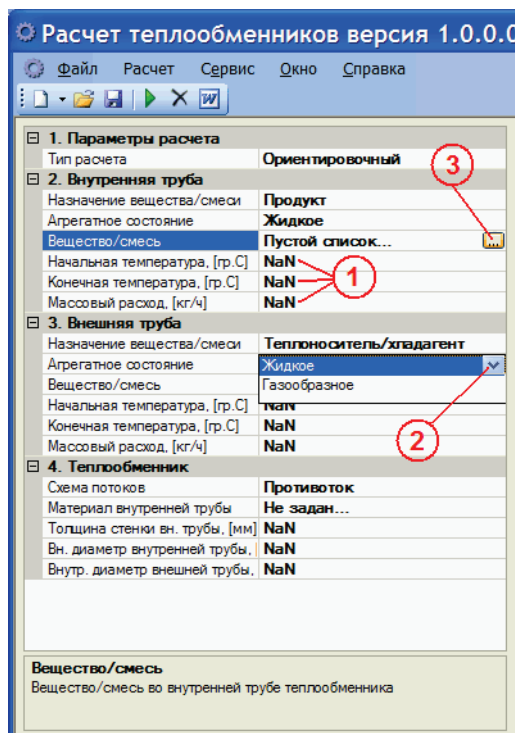 Расчет теплообменников версия 1.0.0.0
Файл Расчет Сервис Окно Справка
1. Параметры расчета
Тип расчета Ориентировочный
3
2. Внутренняя труба
Назначение вещества/смеси Продукт
Агрегатное состояние Жидкое
Вещество/смесь Пустой список... ...
Начальная температура, [гр.C] NaN
Конечная температура, [гр.C] NaN 1
Массовый расход, [кг/ч] NaN
3. Внешняя труба
Назначение вещества/смеси Теплоноситель/хладагент
Агрегатное состояние Жидкое
Вещество/смесь Газообразное
Начальная температура, [гр.C] NaN
Конечная температура, [гр.C] NaN 2
Массовый расход, [кг/ч] NaN
4. Теплообменник
Схема потоков Противоток
Материал внутренней трубы Не задан...
Толщина стенки вн. трубы, [мм] NaN
Вн. диаметр внутренней трубы, NaN
Внутр. диаметр внешней трубы, NaN
Вещество/смесь
Вещество/смесь во внутренней трубе теплообменника